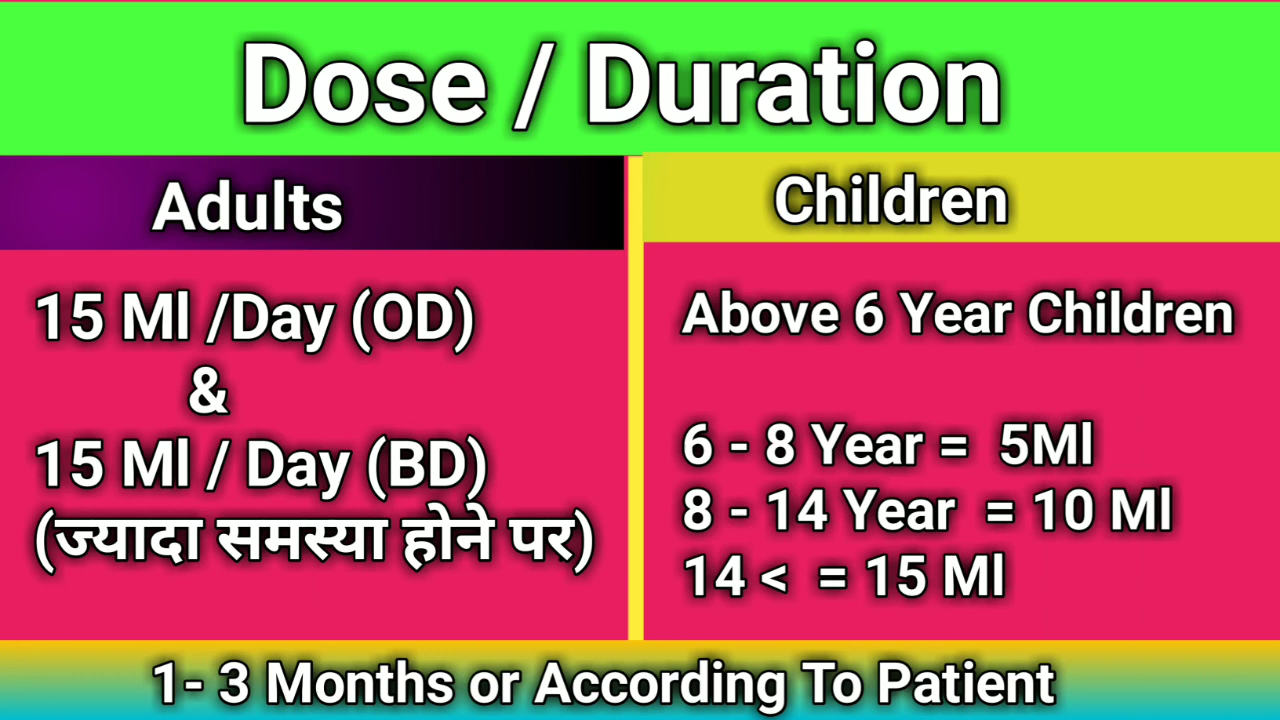 Dose / Duration
Adults
15 Ml /Day (OD)
&
15 Ml / Day (BD)
(ज्यादा समस्या होने पर)
Children
Above 6 Year Children
6 - 8 Year = 5Ml
8 - 14 Year = 10 Ml
14 < = 15 Ml
1- 3 Months or According To Patient